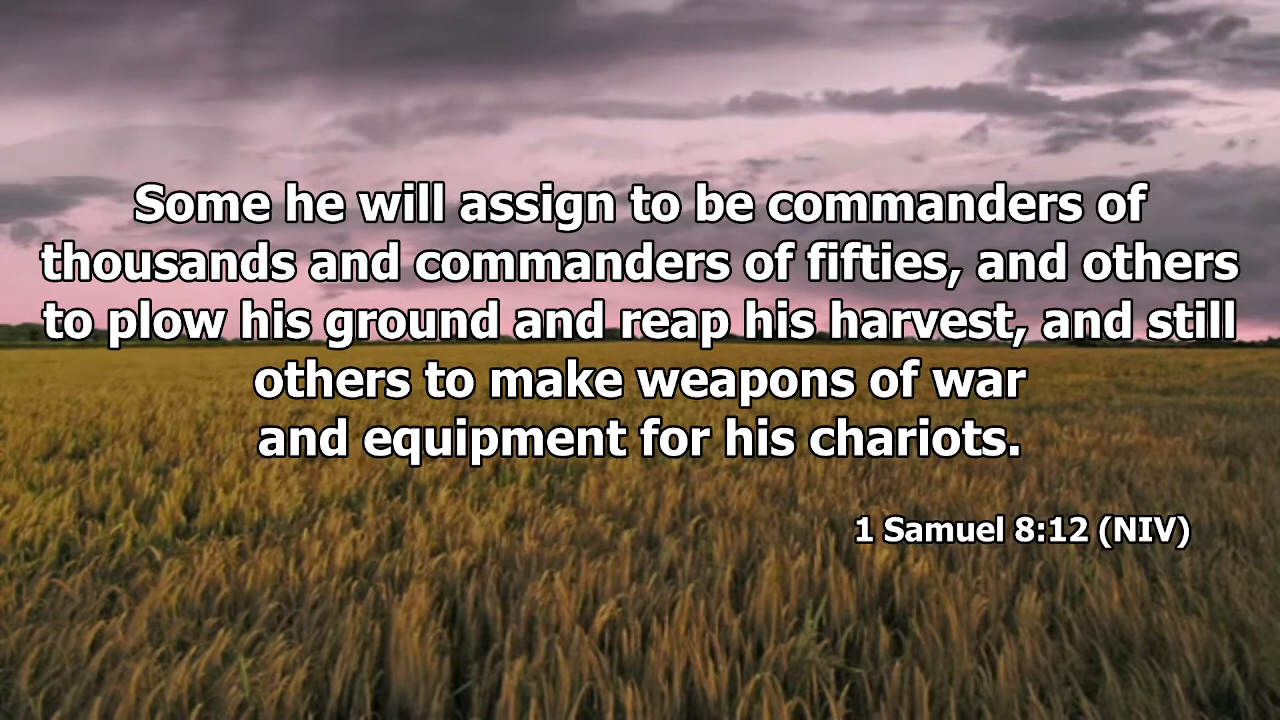 Some he will assign to be commanders of
thousands and commanders of fifties, and others
to plow his ground and reap his harvest, and still
others to make weapons of war
and equipment for his chariots.
1 Samuel 8:12 (NIV)